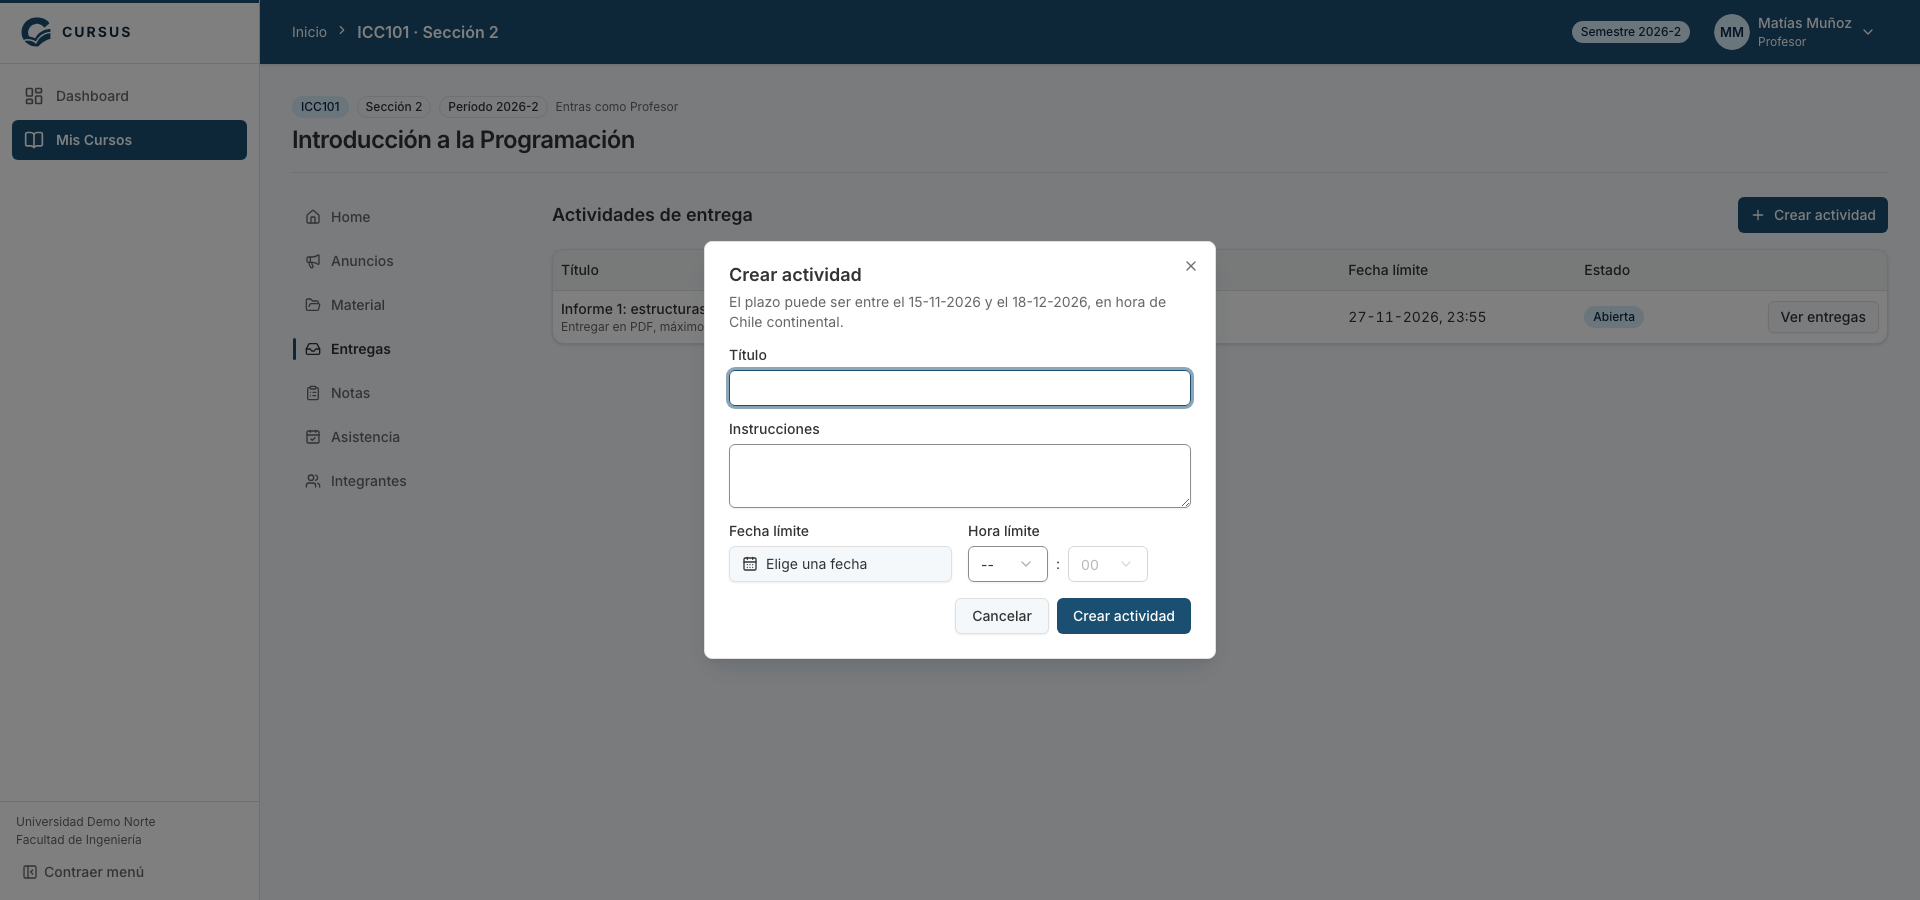 CURSUS
Inicio
ICC101 · Sección 2
Semestre 2026-2
MM
Matías Muñoz
Profesor
Dashboard
Mis Cursos
ICC101
Sección 2
Período 2026-2
Entras como Profesor
Introducción a la Programación
Home
Anuncios
Material
Entregas
Notas
Asistencia
Integrantes
Actividades de entrega
Crear actividad
Título
Fecha límite
Estado
Informe 1: estructuras
Entregar en PDF, máximo
27-11-2026, 23:55
Abierta
Ver entregas
Crear actividad
El plazo puede ser entre el 15-11-2026 y el 18-12-2026, en hora de
Chile continental.
Título
Instrucciones
Fecha límite
Hora límite
Elige una fecha
--
:
00
Cancelar
Crear actividad
Universidad Demo Norte
Facultad de Ingeniería
Contraer menú